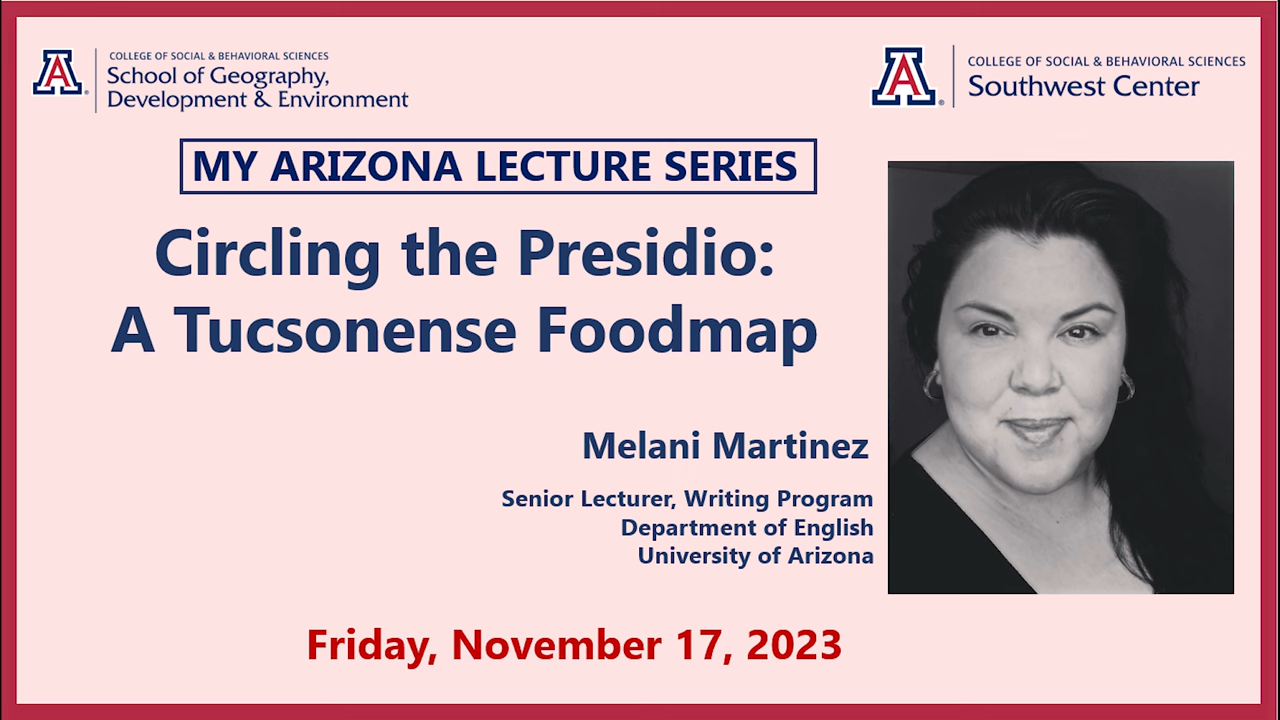 COLLEGE OF SOCIAL & BEHAVIORAL SCIENCES
School of Geography,
Development & Environment
COLLEGE OF SOCIAL & BEHAVIORAL SCIENCES
Southwest Center
MY ARIZONA LECTURE SERIES
Circling the Presidio:
A Tucsonense Foodmap
Melani Martinez
Senior Lecturer, Writing Program
Department of English
University of Arizona
Friday, November 17, 2023